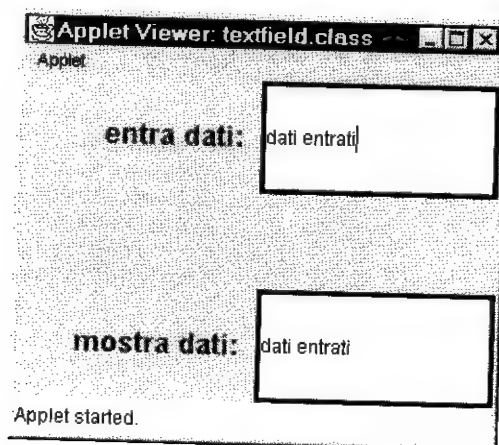 Applet Viewer: textfield.class
Applet
entra dati: dati entrati
mostra dati: dati entrati
Applet started.